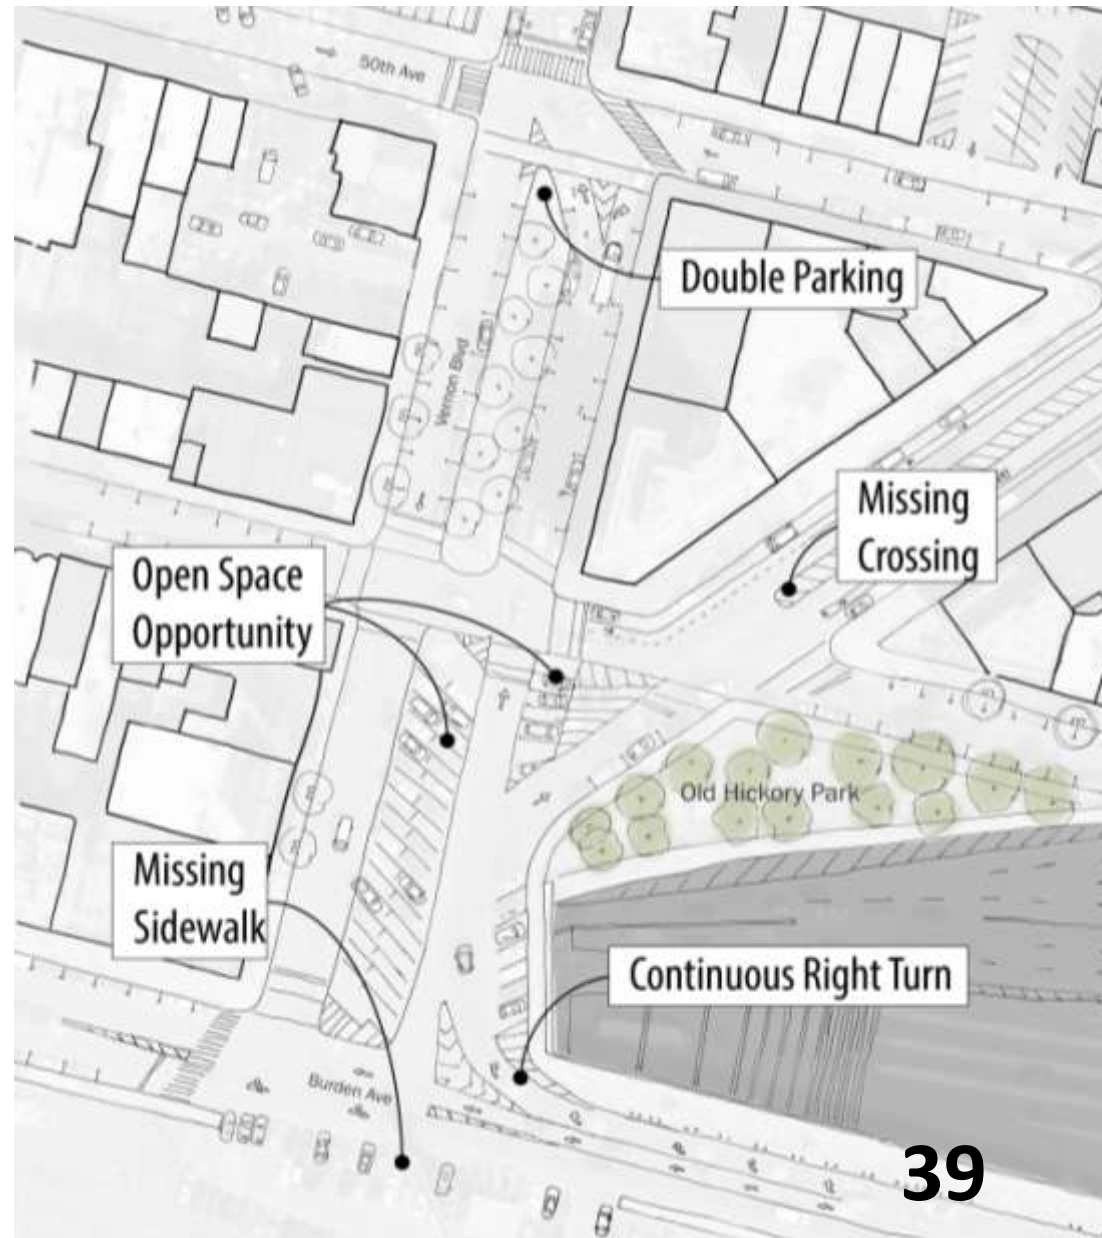 50th Ave
Double Parking
Vernon Blvd
Missing
Crossing
Open Space
Opportunity
Old Hickory Park
Missing
Sidewalk
Continuous Right Turn
Burden Ave
39